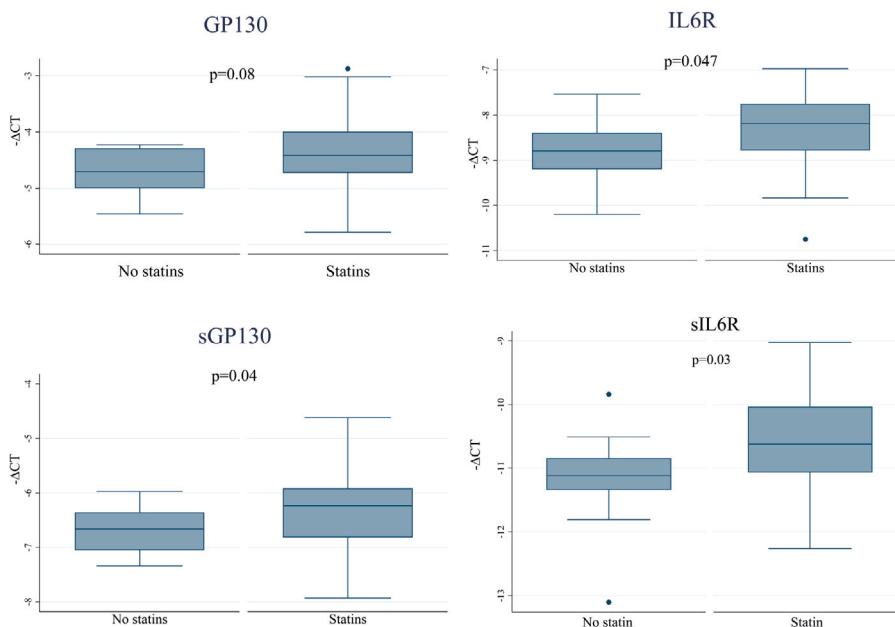 GP130
p=0.08
-ΔCT
-3
-4
-5
-6
No statins
Statins
IL6R
p=0.047
-ΔCT
-7
-8
-9
-10
-11
No statins
Statins
sGP130
p=0.04
-ΔCT
-4
-5
-6
-7
-8
No statins
Statins
sIL6R
p=0.03
-ΔCT
-9
-10
-11
-12
-13
No statin
Statin